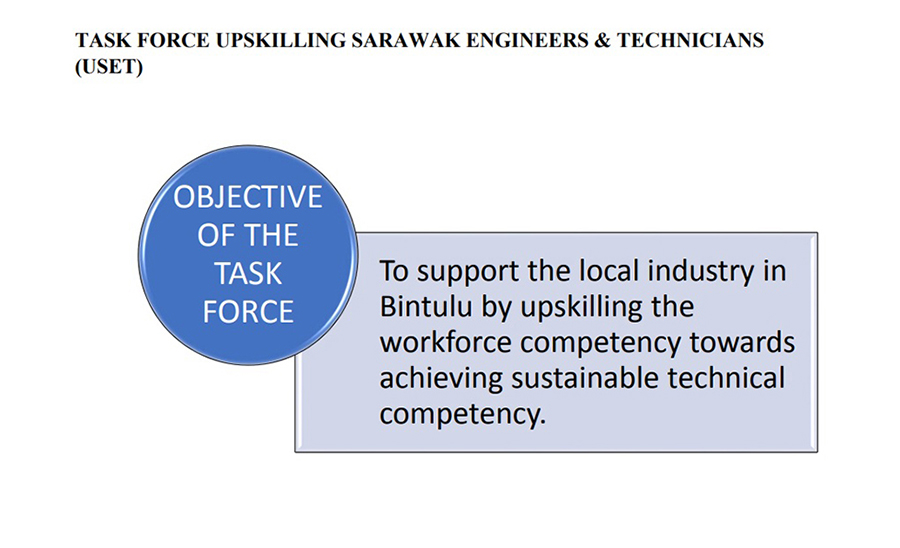 TASK FORCE UPSKILLING SARAWAK ENGINEERS & TECHNICIANS
(USET)
OBJECTIVE
OF THE
TASK
FORCE
To support the local industry in
Bintulu by upskilling the
workforce competency towards
achieving sustainable technical
competency.